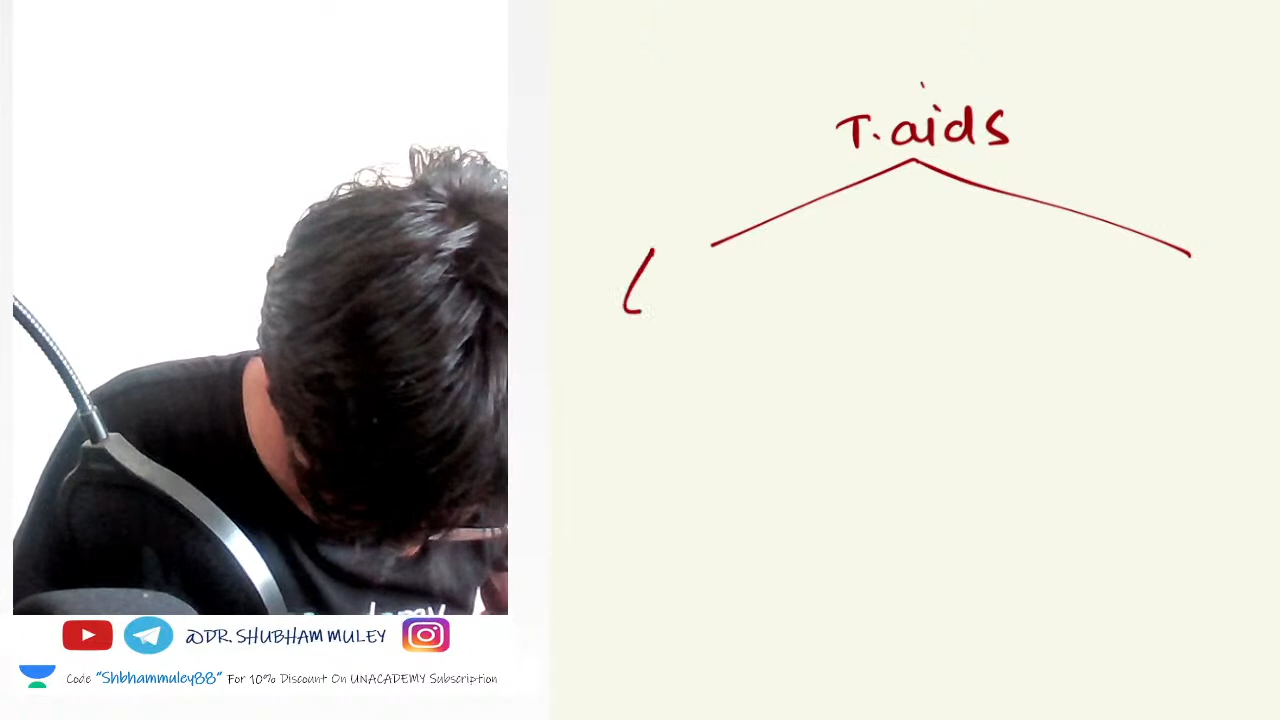 T. aids
@DR. SHUBHAM MULEY
Code "Shbhammuley88" For 10% Discount On UNACADEMY Subscription